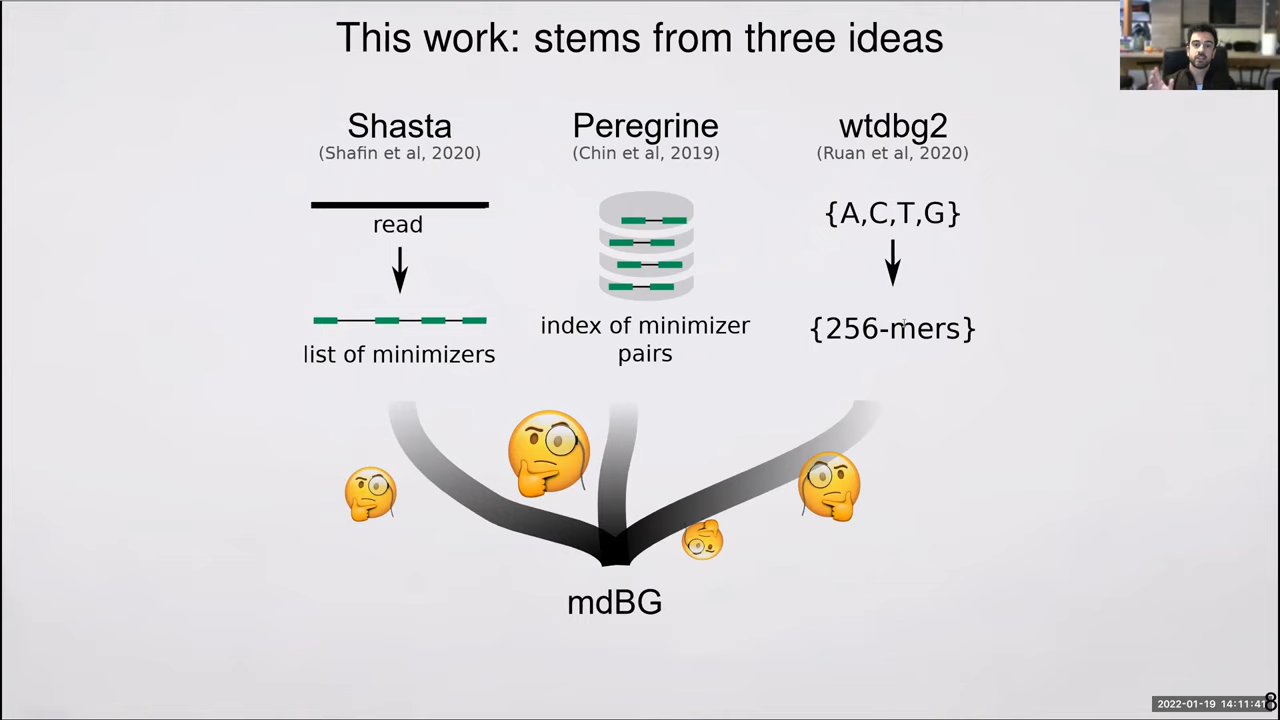 This work: stems from three ideas
Shasta
(Shafin et al, 2020)
read
list of minimizers
Peregrine
(Chin et al, 2019)
index of minimizer
pairs
wtdbg2
(Ruan et al, 2020)
{A,C,T,G}
{256-mers}
mdBG
2022-01-19 14:11:41
8